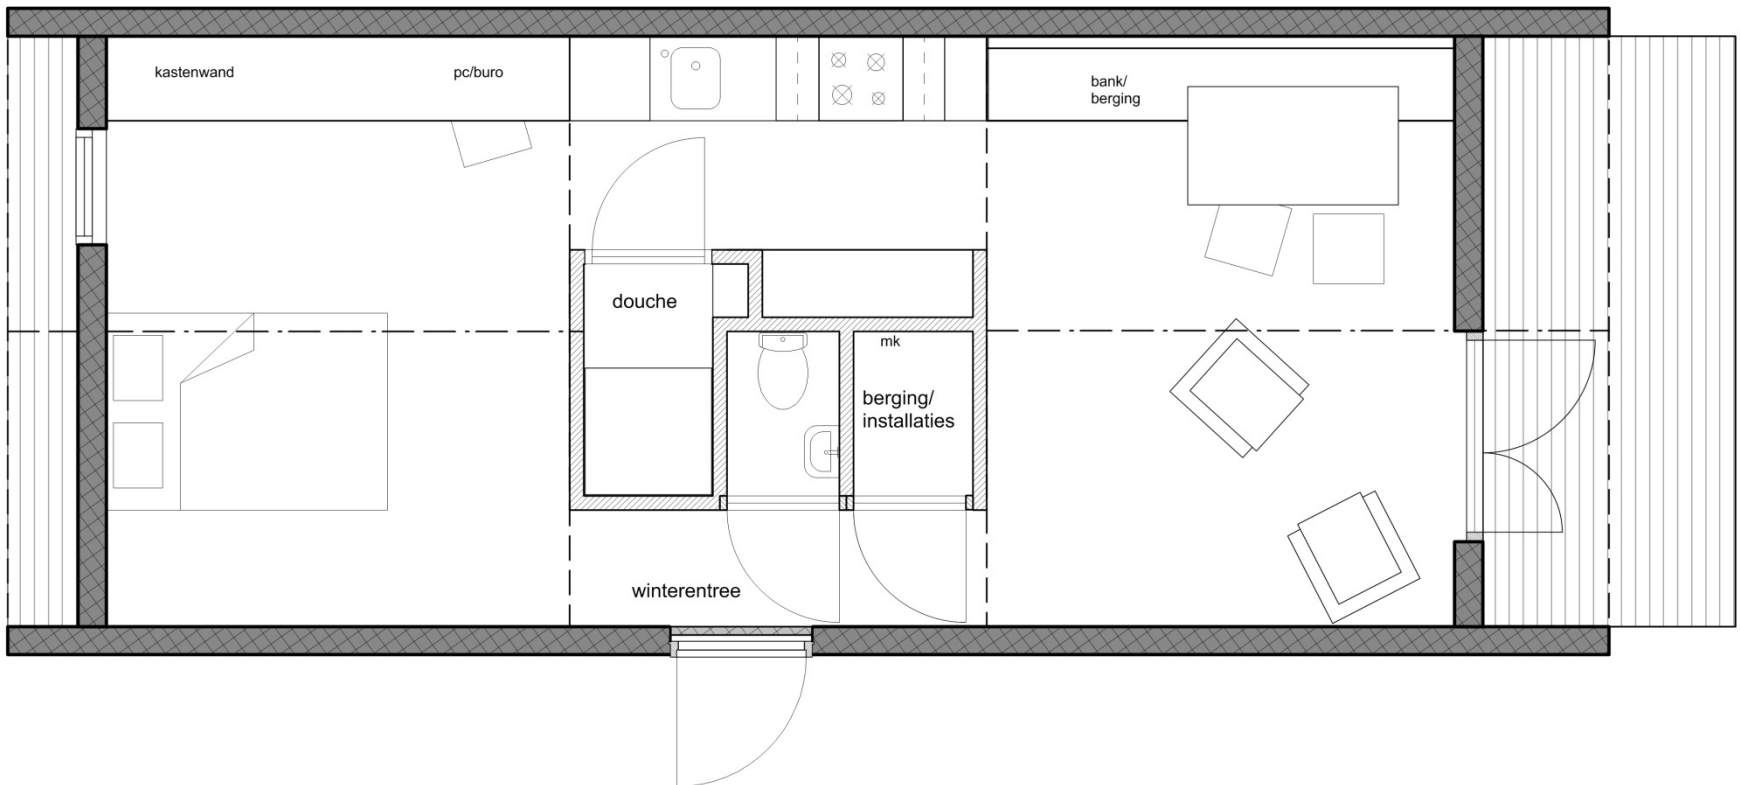 kastenwand
pc/buro
bank/
berging
douche
mk
berging/
installaties
winterentree